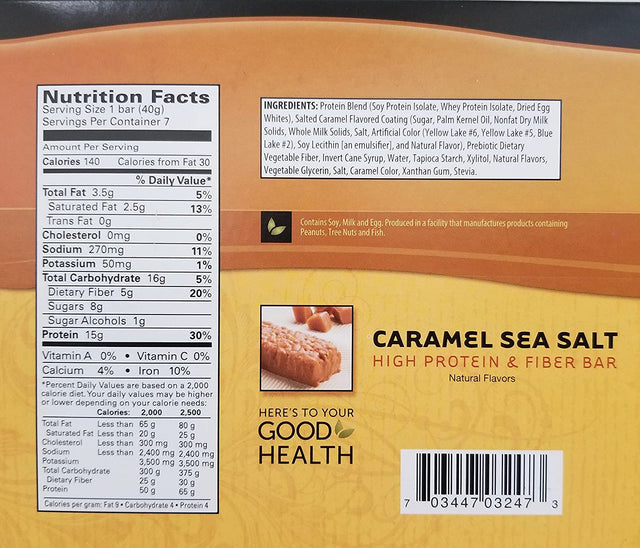 Nutrition Facts
Serving Size 1 bar (40g)
Servings Per Container 7
Amount Per Serving
Calories 140 Calories from Fat 30
% Daily Value*
Total Fat 3.5g 5%
Saturated Fat 2.5g 13%
Trans Fat 0g
Cholesterol 0mg 0%
Sodium 270mg 11%
Potassium 50mg 1%
Total Carbohydrate 16g 5%
Dietary Fiber 5g 20%
Sugars 8g
Sugar Alcohols 1g
Protein 15g 30%
Vitamin A 0% • Vitamin C 0%
Calcium 4% • Iron 10%
*Percent Daily Values are based on a 2,000
calorie diet. Your daily values may be higher
or lower depending on your calorie needs:
Calories: 2,000 2,500
Total Fat Less than 65 g 80 g
Saturated Fat Less than 20 g 25 g
Cholesterol Less than 300 mg 300 mg
Sodium Less than 2,400 mg 2,400 mg
Potassium 3,500 mg 3,500 mg
Total Carbohydrate 300 g 375 g
Dietary Fiber 25 g 30 g
Protein 50 g 65 g
Calories per gram: Fat 9 • Carbohydrate 4 • Protein 4
INGREDIENTS: Protein Blend (Soy Protein Isolate, Whey Protein Isolate, Dried Egg
Whites), Salted Caramel Flavored Coating (Sugar, Palm Kernel Oil, Nonfat Dry Milk
Solids, Whole Milk Solids, Salt, Artificial Color (Yellow Lake #6, Yellow Lake #5, Blue
Lake #2), Soy Lecithin [an emulsifier], and Natural Flavor), Prebiotic Dietary
Vegetable Fiber, Invert Cane Syrup, Water, Tapioca Starch, Xylitol, Natural Flavors,
Vegetable Glycerin, Salt, Caramel Color, Xanthan Gum, Stevia.
Contains Soy, Milk and Egg. Produced in a facility that manufactures products containing
Peanuts, Tree Nuts and Fish.
CARAMEL SEA SALT
HIGH PROTEIN & FIBER BAR
Natural Flavors
HERE'S TO YOUR
GOOD
HEALTH
7 03447 03247 3